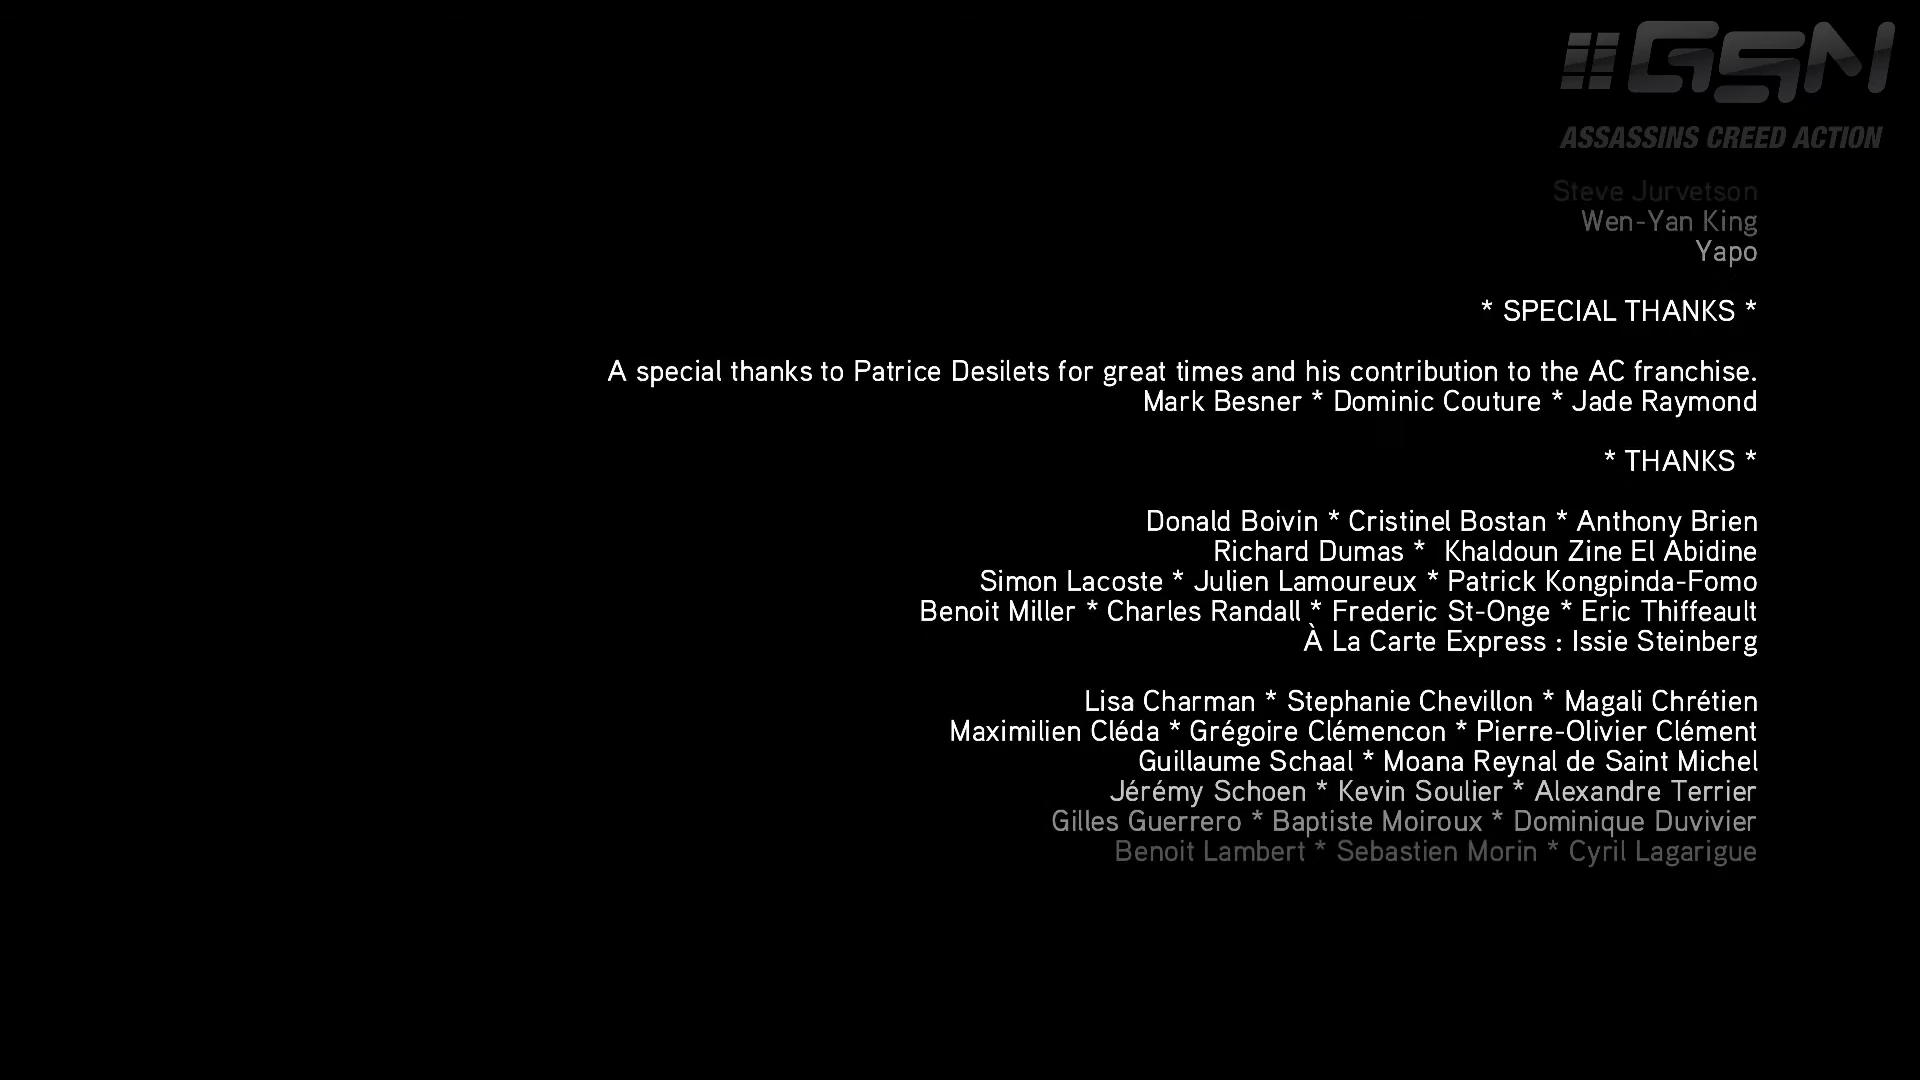 GSN
ASSASSINS CREED ACTION
Steve Jurvetson
Wen-Yan King
Yapo
* SPECIAL THANKS *
A special thanks to Patrice Desilets for great times and his contribution to the AC franchise.
Mark Besner * Dominic Couture * Jade Raymond
* THANKS *
Donald Boivin * Cristinel Bostan * Anthony Brien
Richard Dumas *  Khaldoun Zine El Abidine
Simon Lacoste * Julien Lamoureux * Patrick Kongpinda-Fomo
Benoit Miller * Charles Randall * Frederic St-Onge * Eric Thiffeault
À La Carte Express : Issie Steinberg
Lisa Charman * Stephanie Chevillon * Magali Chrétien
Maximilien Cléda * Grégoire Clémencon * Pierre-Olivier Clément
Guillaume Schaal * Moana Reynal de Saint Michel
Jérémy Schoen * Kevin Soulier * Alexandre Terrier
Gilles Guerrero * Baptiste Moiroux * Dominique Duvivier
Benoit Lambert * Sebastien Morin * Cyril Lagarigue